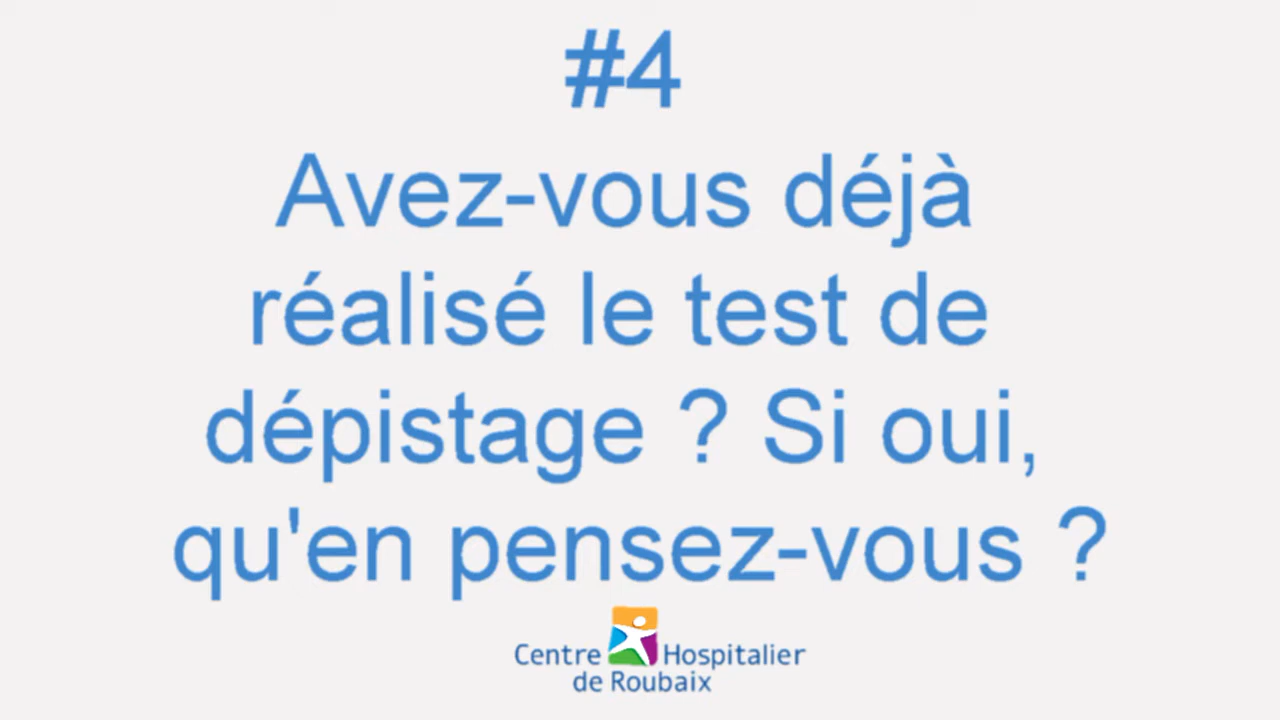 #4
Avez-vous déjà
réalisé le test de
dépistage ? Si oui,
qu'en pensez-vous ?
Centre Hospitalier
de Roubaix